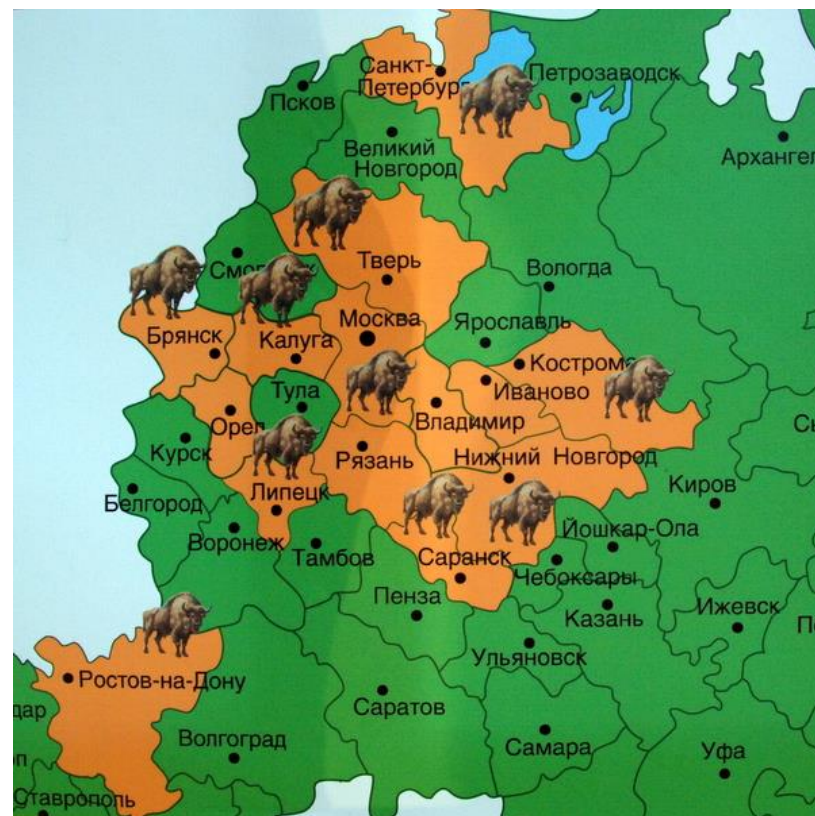 Санкт-
Петербург
Петрозаводск
Псков
Великий
Новгород
Архангел
Тверь
Вологда
Москва
Ярославль
Брянск
Калуга
Кострома
Иваново
Тула
Владимир
Орел
Курск
Рязань
Нижний Новгород
Киров
Белгород
Липецк
Воронеж
Тамбов
Йошкар-Ола
Саранск
Чебоксары
Пенза
Казань
Ижевск
Ульяновск
Ростов-на-Дону
Саратов
дар
Волгоград
Самара
Уфа
Ставрополь